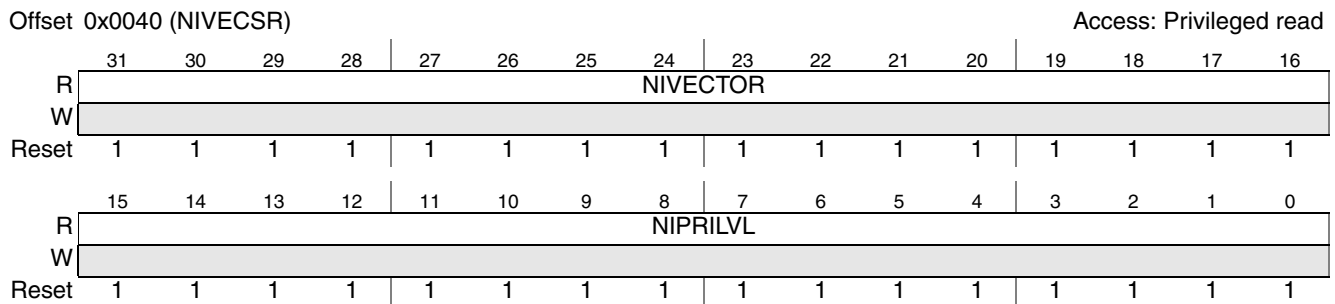 Offset 0x0040 (NIVECSR) Access: Privileged read
31 30 29 28 27 26 25 24 23 22 21 20 19 18 17 16
R NIVECTOR
W
Reset 1 1 1 1 1 1 1 1 1 1 1 1 1 1 1 1
15 14 13 12 11 10 9 8 7 6 5 4 3 2 1 0
R NIPRILVL
W
Reset 1 1 1 1 1 1 1 1 1 1 1 1 1 1 1 1